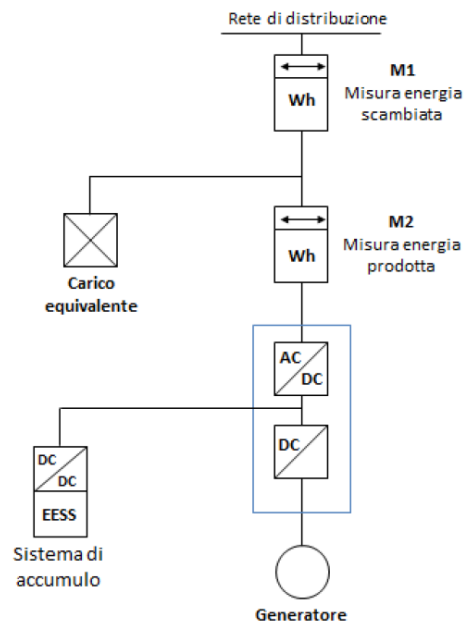 Rete di distribuzione
M1
Misura energia
scambiata
Wh
M2
Misura energia
prodotta
Wh
Carico
equivalente
AC
DC
DC
DC
DC
EESS
Sistema di
accumulo
Generatore